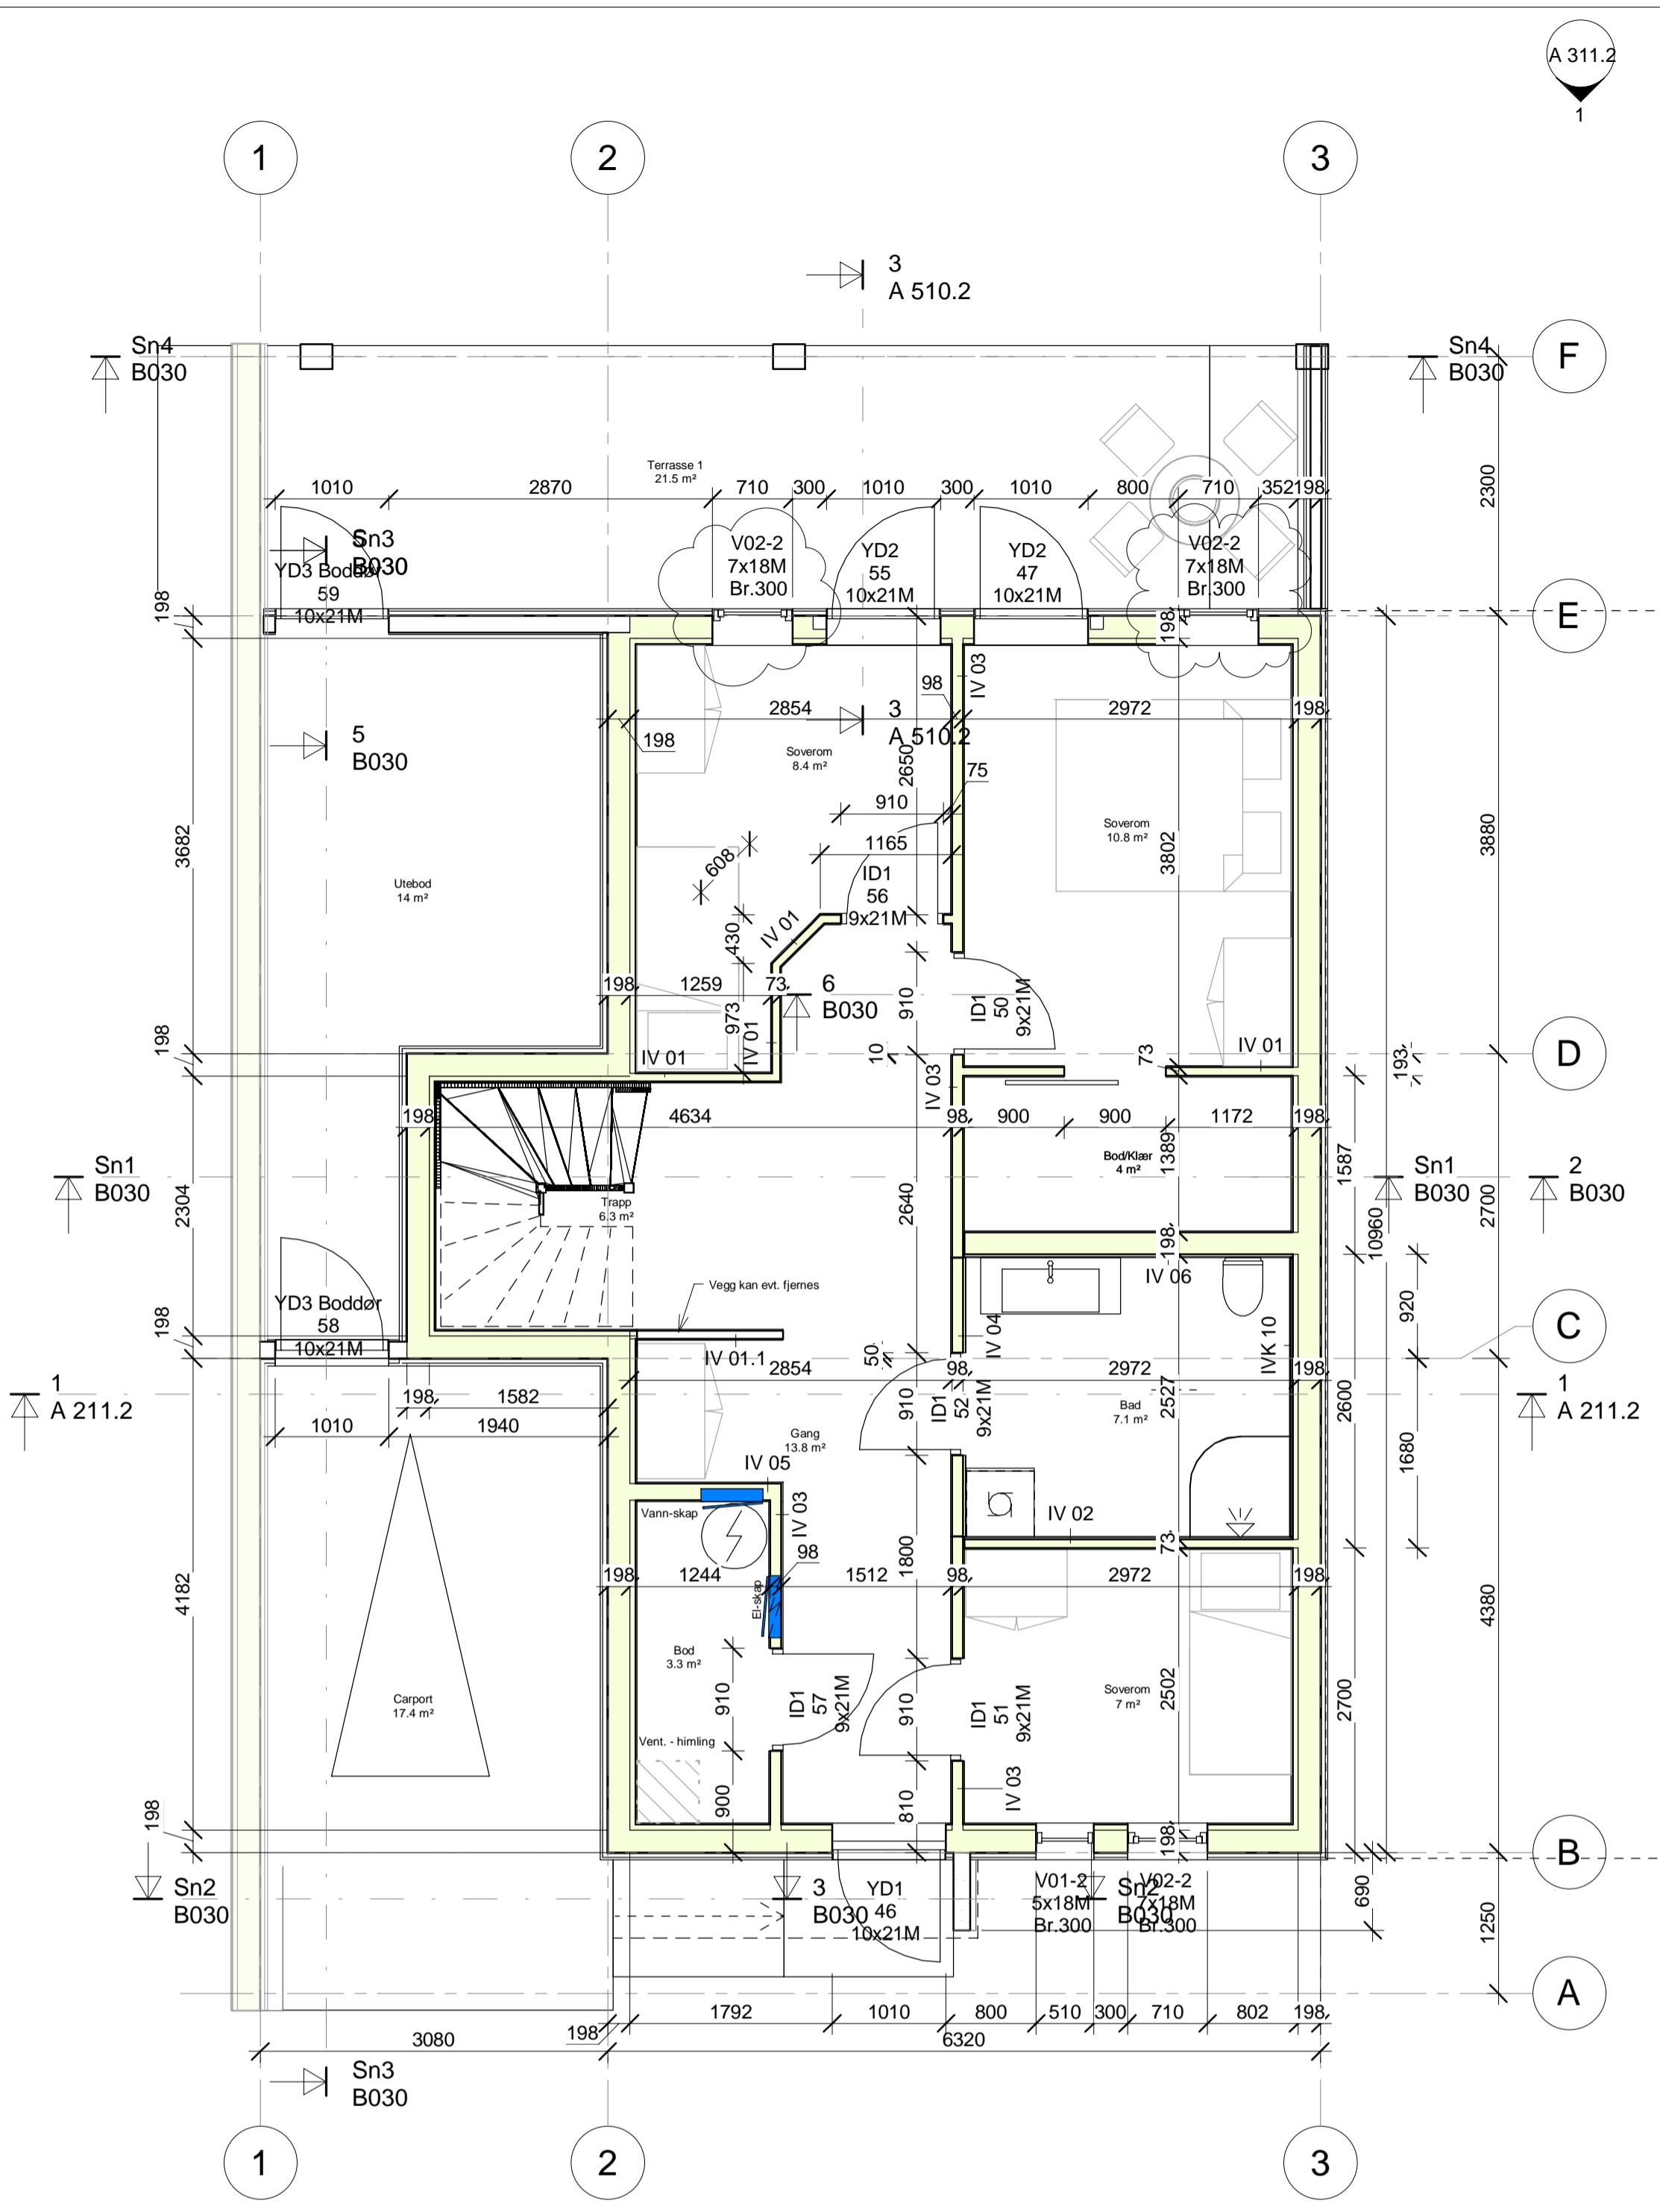 A 311.2
1
1
2
3
3
A 510.2
Sn4
B030
Sn4
B030
F
Terrasse 1
21.5 m²
1010
2870
710
300
1010
300
1010
800
710
352
198
2300
Sn3
B030
B030
YD3 Boddør
59
10x21M
V02-2
7x18M
Br.300
YD2
55
10x21M
YD2
47
10x21M
V02-2
7x18M
Br.300
198
E
198
IV 03
98
2854
2972
198
198
3
A 510.2
5
B030
Soverom
8.4 m²
2650
75
910
1165
608
ID1
56
9x21M
Soverom
10.8 m²
3802
3682
3880
Utebod
14 m²
430
IV 01
198
1259
73
973
6
B030
910
ID1
50
9x21M
IV 01
IV 01
10
73
IV 01
193
D
198
IV 03
198
4634
98
900
900
1172
198
1389
Bod/Klær
4 m²
1587
Sn1
B030
Sn1
B030
2
B030
2304
Trapp
6.3 m²
2640
2700
10960
198
IV 06
Vegg kan evt. fjernes
920
YD3 Boddør
58
10x21M
198
IV 04
IVK 10
C
IV 01.1
50
2854
98
2972
198
1
A 211.2
198
1582
1010
1940
910
ID1
52
9x21M
Bad
7.1 m²
2527
2600
1
A 211.2
Gang
13.8 m²
1680
IV 05
Vann-skap
IV 03
IV 02
98
1800
73
198
1244
1512
98
2972
198
El-skap
4182
4380
Bod
3.3 m²
910
ID1
57
9x21M
910
ID1
51
9x21M
Soverom
7 m²
2502
2700
Carport
17.4 m²
Vent. - himling
900
810
IV 03
198
198
B
Sn2
B030
3
B030
YD1
46
10x21M
V01-2
5x18M
Br.300
Sn2
B030
V02-2
7x18M
Br.300
690
1250
A
1792
1010
800
510
300
710
802
198
198
3080
6320
Sn3
B030
1
2
3